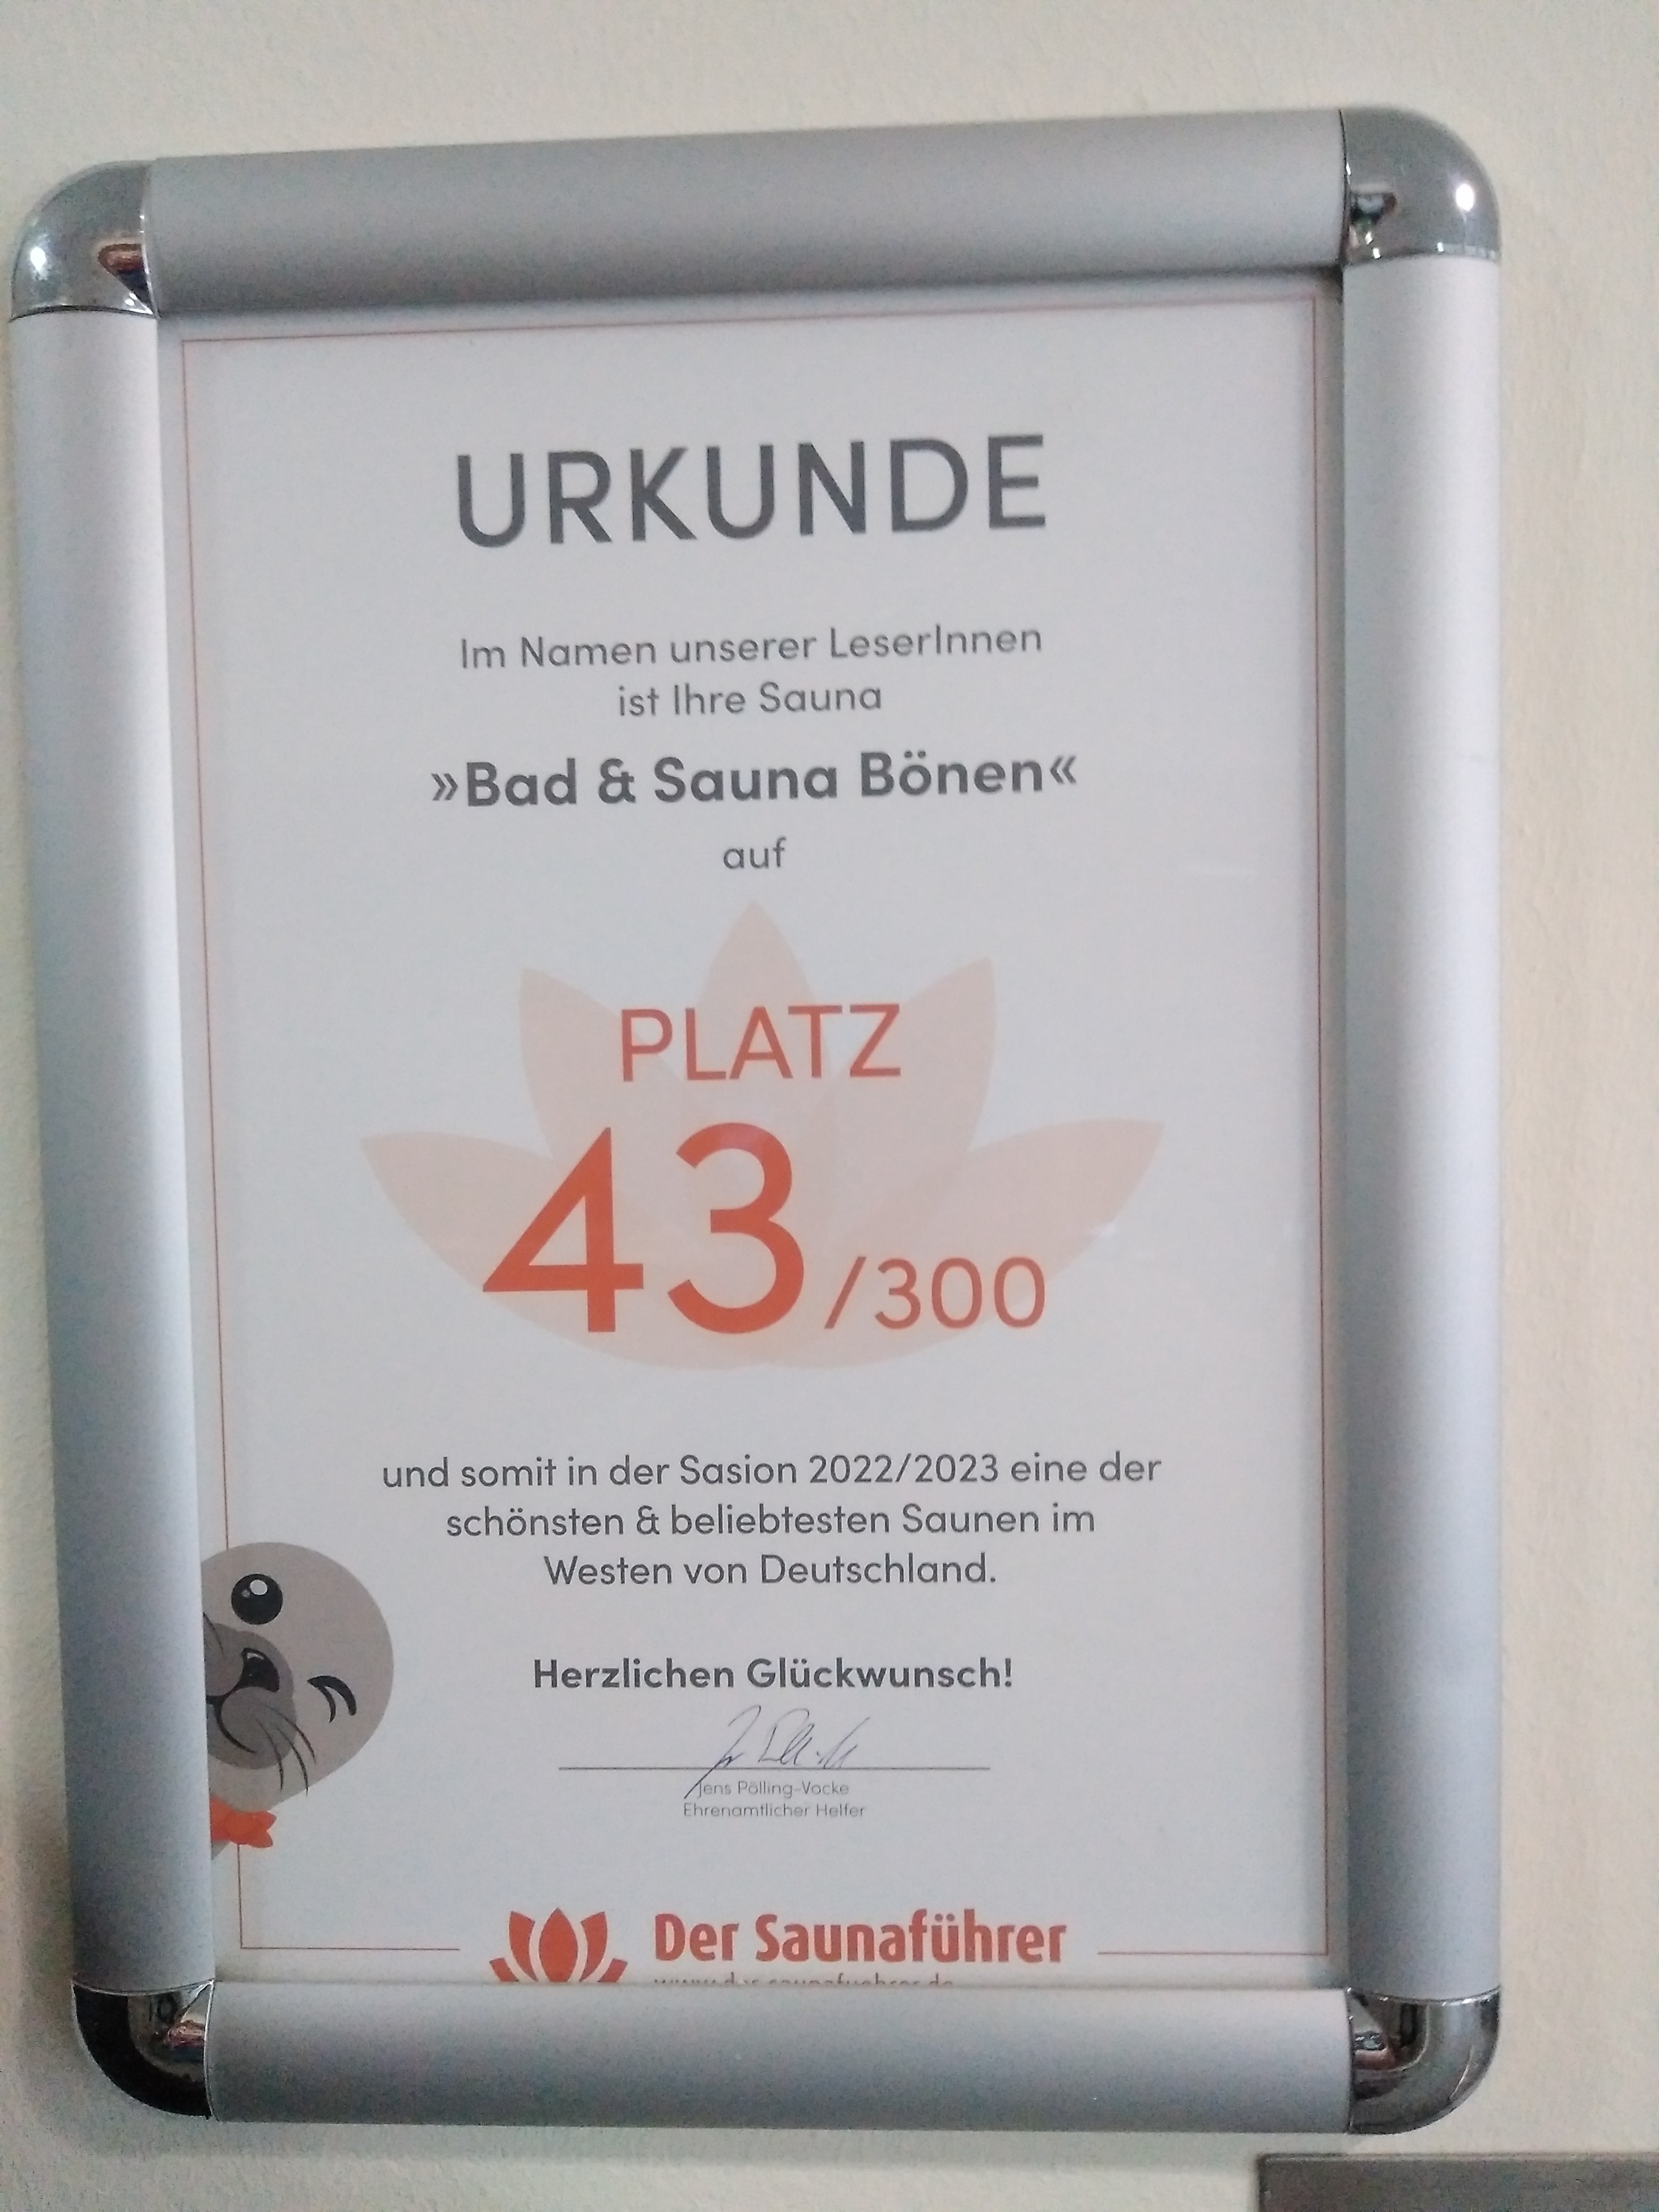 URKUNDE
Im Namen unserer LeserInnen
ist Ihre Sauna
»Bad & Sauna Bönen«
auf
PLATZ
43/300
und somit in der Sasion 2022/2023 eine der
schönsten & beliebtesten Saunen im
Westen von Deutschland.
Herzlichen Glückwunsch!
Jens Pölling-Vocke
Ehrenamtlicher Helfer
Der Saunaführer